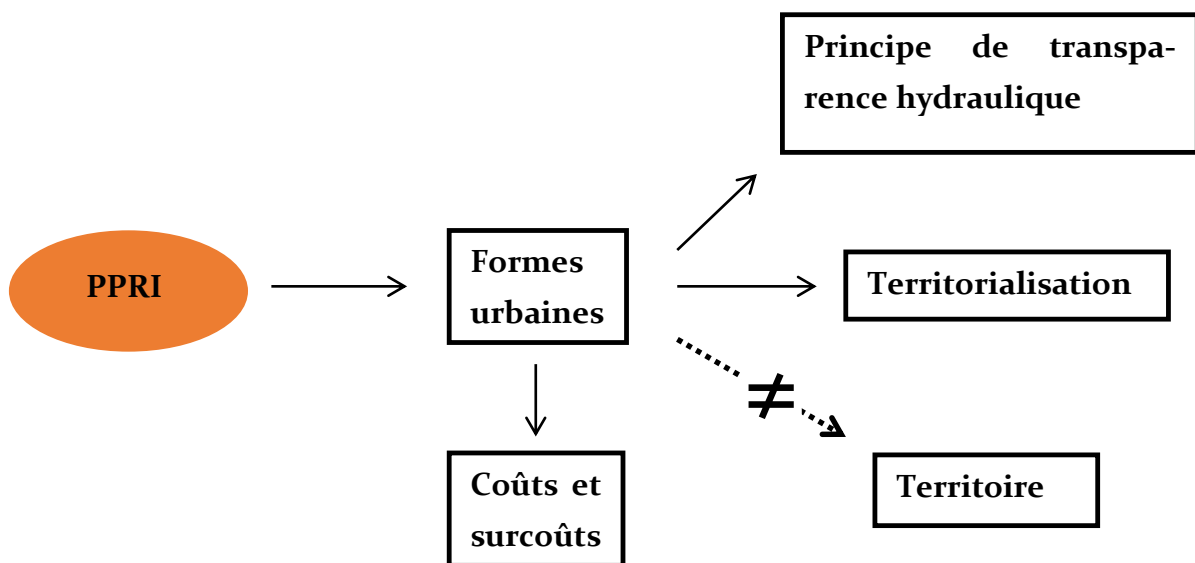 Principe de transpa-
rence hydraulique
PPRI
Formes
urbaines
Territorialisation
≠
Coûts et
surcoûts
Territoire